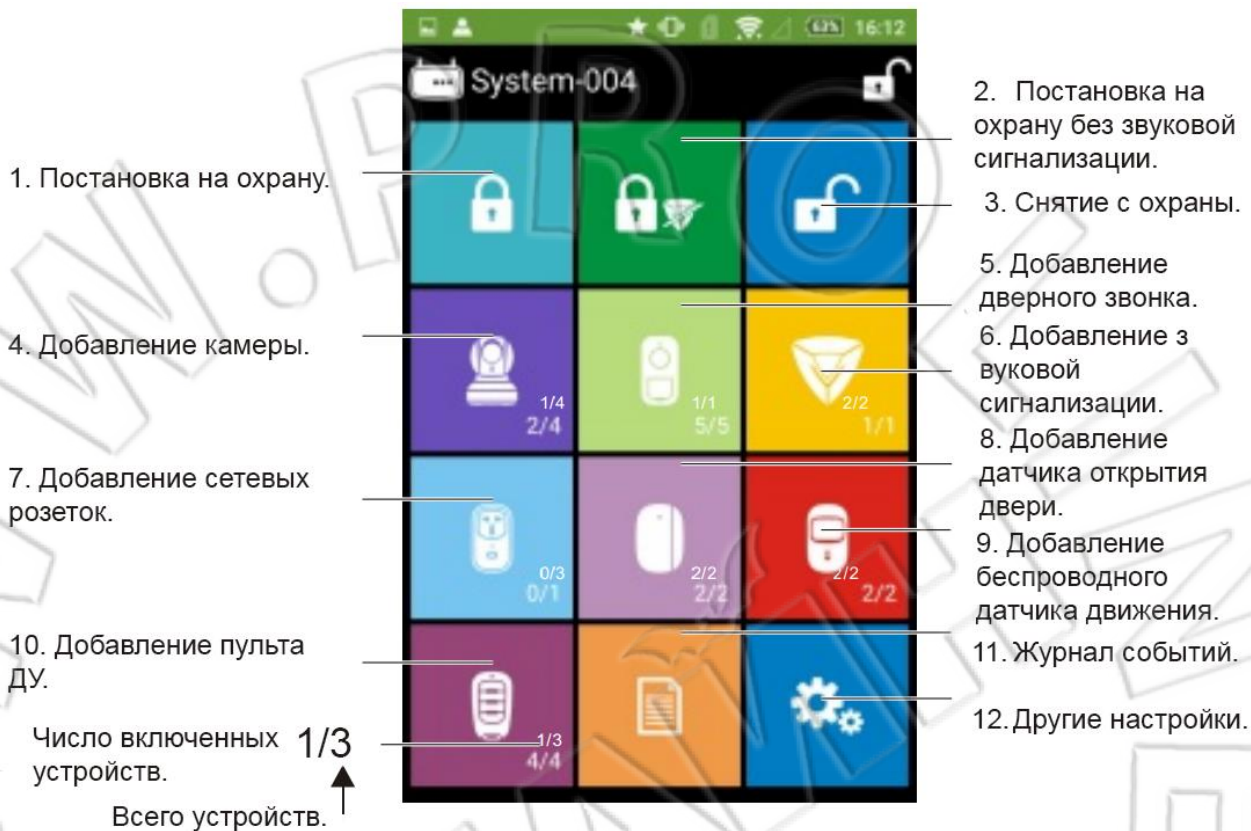 63% 16:12
System-004
1. Постановка на охрану.
2. Постановка на
охрану без звуковой
сигнализации.
3. Снятие с охраны.
4. Добавление камеры.
1/4
2/4
5. Добавление
дверного звонка.
1/1
5/5
6. Добавление з
вуковой
сигнализации.
2/2
1/1
7. Добавление сетевых
розеток.
0/3
0/1
8. Добавление
датчика открытия
двери.
2/2
2/2
9. Добавление
беспроводного
датчика движения.
2/2
2/2
10. Добавление пульта
ДУ.
1/3
4/4
11. Журнал событий.
12. Другие настройки.
Число включенных 1/3
устройств.
Всего устройств.